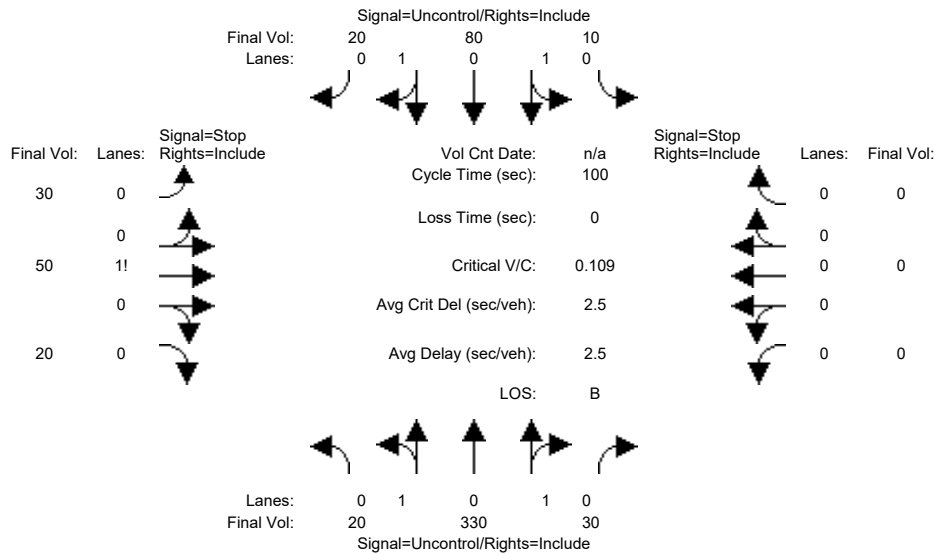 Signal=Uncontrol/Rights=Include
Final Vol: 20 80 10
Lanes: 0 1 0 1 0
Signal=Stop Signal=Stop
Final Vol: Lanes: Rights=Include Vol Cnt Date: n/a Rights=Include Lanes: Final Vol:
Cycle Time (sec): 100
30 0 0 0
Loss Time (sec): 0
0 0
50 1! Critical V/C: 0.109 0 0
0 Avg Crit Del (sec/veh): 2.5 0
20 0 Avg Delay (sec/veh): 2.5 0 0
LOS: B
Lanes: 0 1 0 1 0
Final Vol: 20 330 30
Signal=Uncontrol/Rights=Include